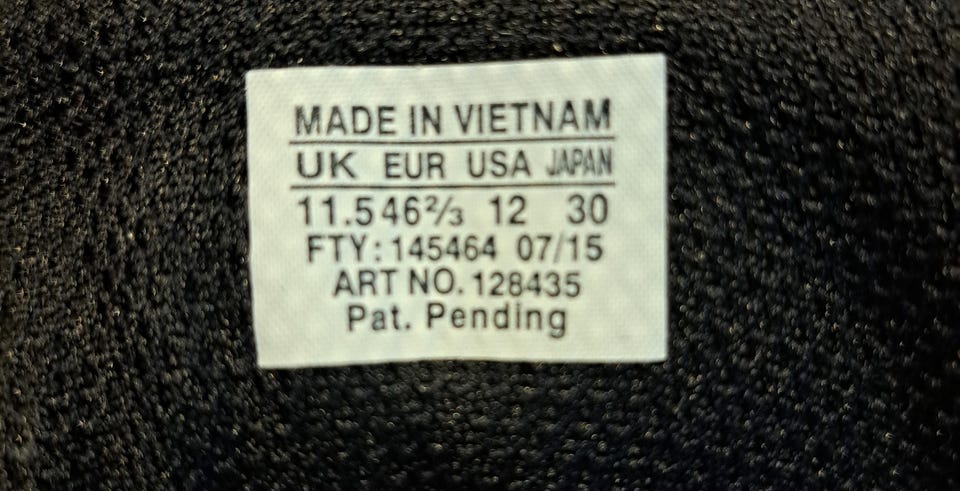 MADE IN VIETNAM
UK EUR USA JAPAN
11.5 46⅔ 12 30
FTY: 145464 07/15
ART NO. 128435
Pat. Pending